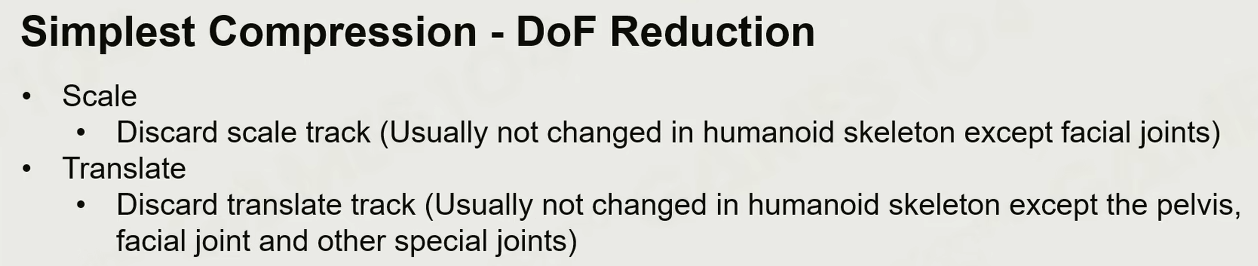 Simplest Compression - DoF Reduction
• Scale
• Discard scale track (Usually not changed in humanoid skeleton except facial joints)
• Translate
• Discard translate track (Usually not changed in humanoid skeleton except the pelvis,
facial joint and other special joints)